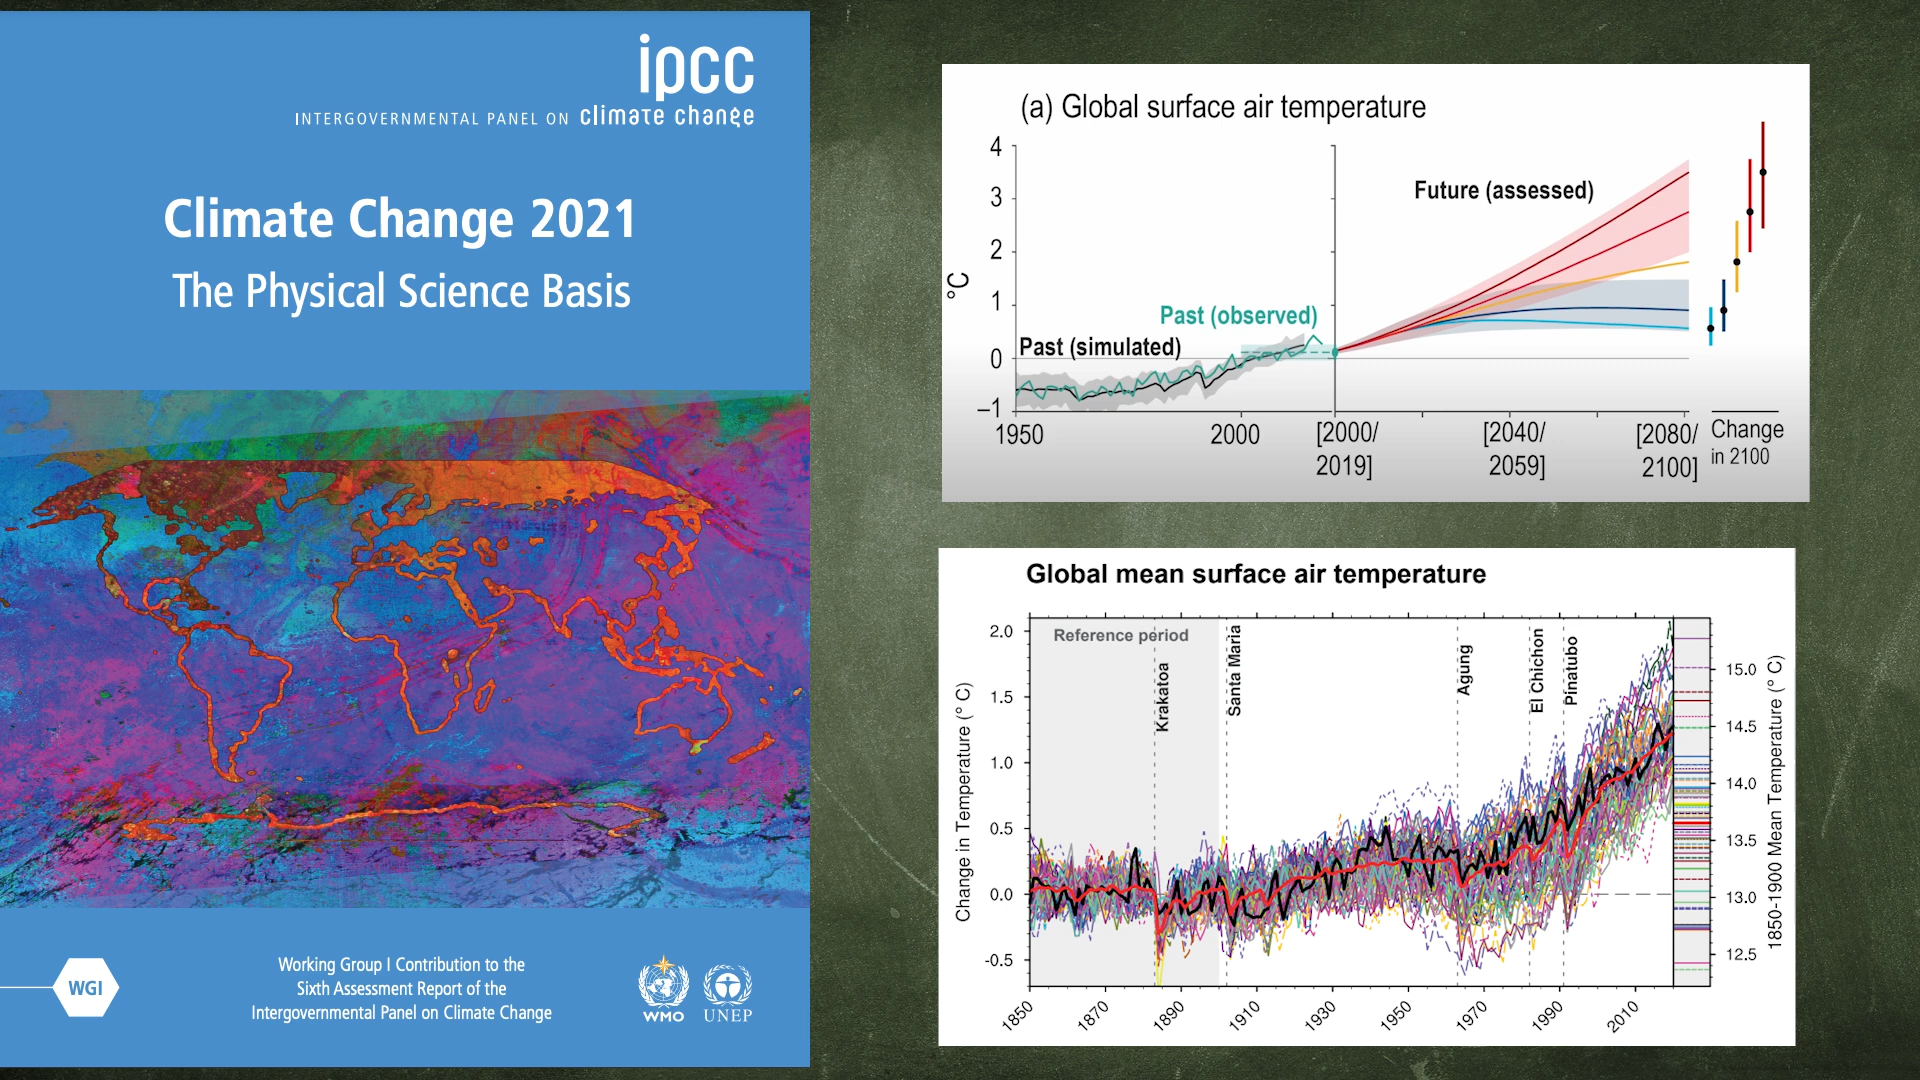 ipcc
INTERGOVERNMENTAL PANEL ON climate change
Climate Change 2021
The Physical Science Basis
WGI
Working Group I Contribution to the
Sixth Assessment Report of the
Intergovernmental Panel on Climate Change
WMO
UNEP
(a) Global surface air temperature
°C
4
3
2
1
0
–1
Future (assessed)
Past (observed)
Past (simulated)
1950
2000
[2000/
2019]
[2040/
2059]
[2080/
2100]
Change
in 2100
Global mean surface air temperature
Change in Temperature (° C)
2.0
1.5
1.0
0.5
0.0
-0.5
Reference period
Krakatoa
Santa Maria
Agung
El Chichon
Pinatubo
15.0
14.5
14.0
13.5
13.0
12.5
1850-1900 Mean Temperature (° C)
1850
1870
1890
1910
1930
1950
1970
1990
2010